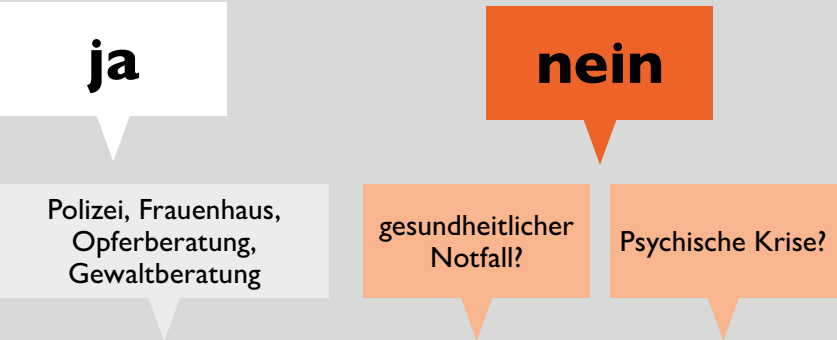 ja
nein
Polizei, Frauenhaus,
Opferberatung,
Gewaltberatung
gesundheitlicher
Notfall?
Psychische Krise?